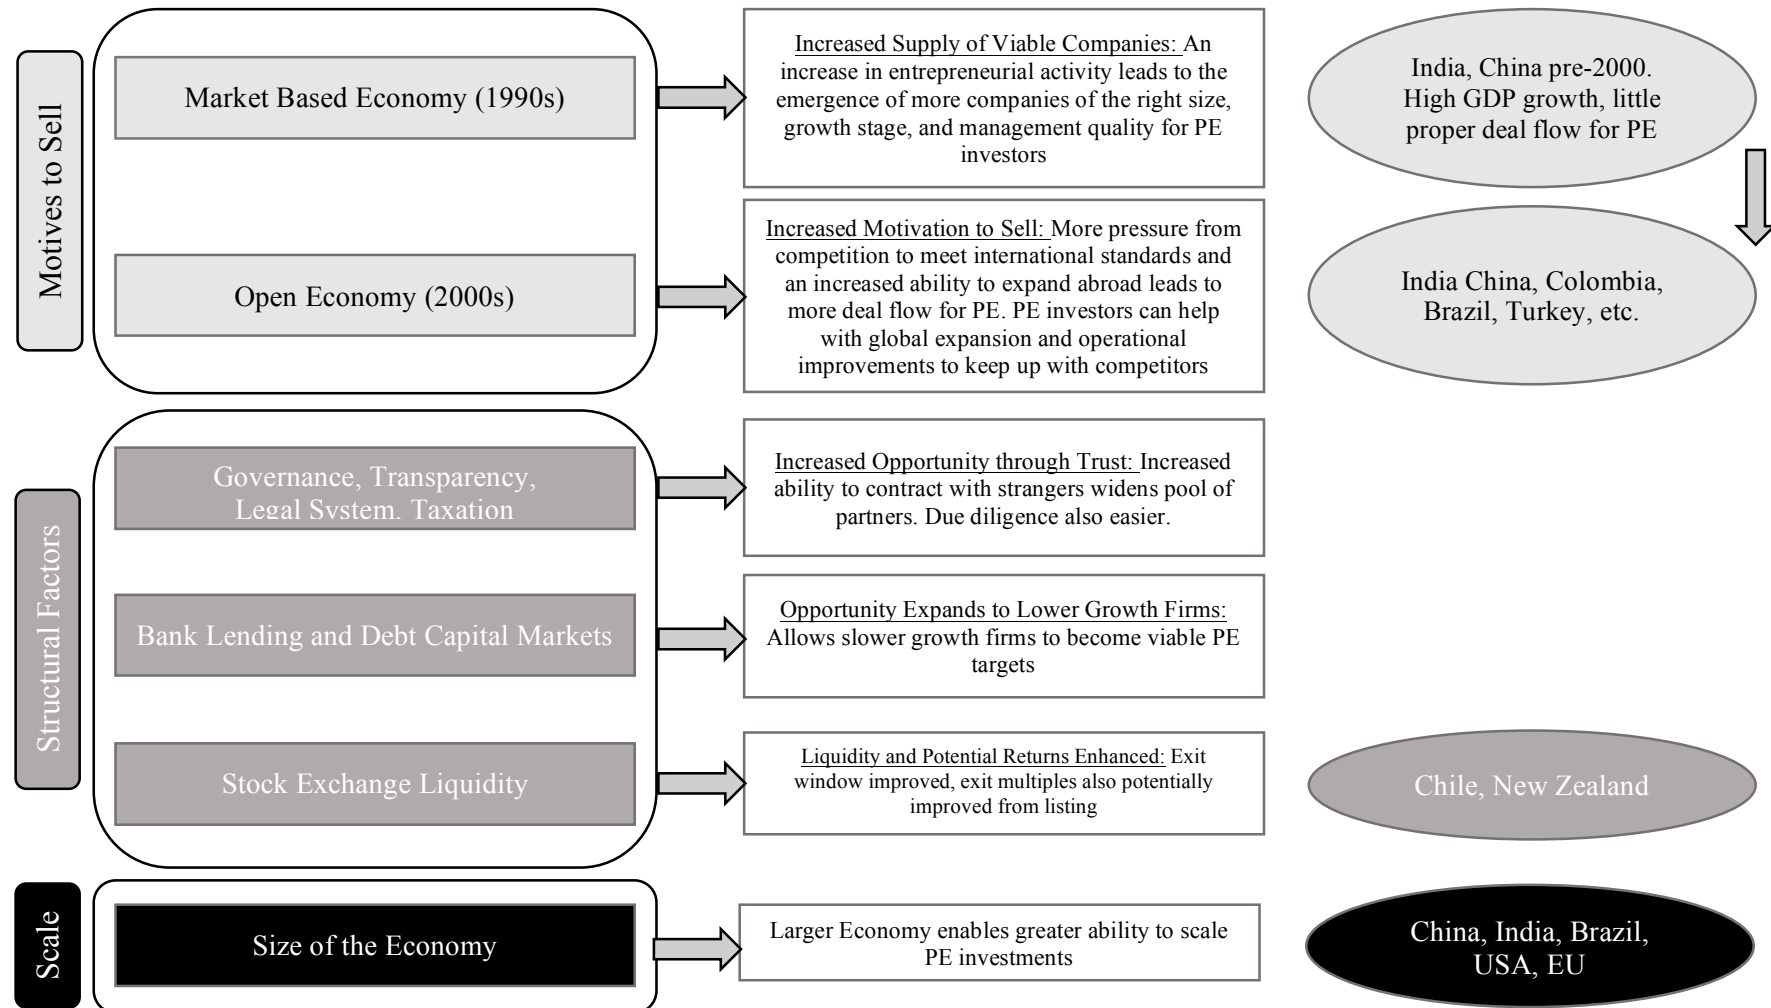 Motives to Sell
Market Based Economy (1990s)
Increased Supply of Viable Companies: An
increase in entrepreneurial activity leads to the
emergence of more companies of the right size,
growth stage, and management quality for PE
investors
India, China pre-2000.
High GDP growth, little
proper deal flow for PE
Open Economy (2000s)
Increased Motivation to Sell: More pressure from
competition to meet international standards and
an increased ability to expand abroad leads to
more deal flow for PE. PE investors can help
with global expansion and operational
improvements to keep up with competitors
India China, Colombia,
Brazil, Turkey, etc.
Structural Factors
Governance, Transparency,
Legal System, Taxation
Increased Opportunity through Trust: Increased
ability to contract with strangers widens pool of
partners. Due diligence also easier.
Bank Lending and Debt Capital Markets
Opportunity Expands to Lower Growth Firms:
Allows slower growth firms to become viable PE
targets
Stock Exchange Liquidity
Liquidity and Potential Returns Enhanced: Exit
window improved, exit multiples also potentially
improved from listing
Chile, New Zealand
Scale
Size of the Economy
Larger Economy enables greater ability to scale
PE investments
China, India, Brazil,
USA, EU